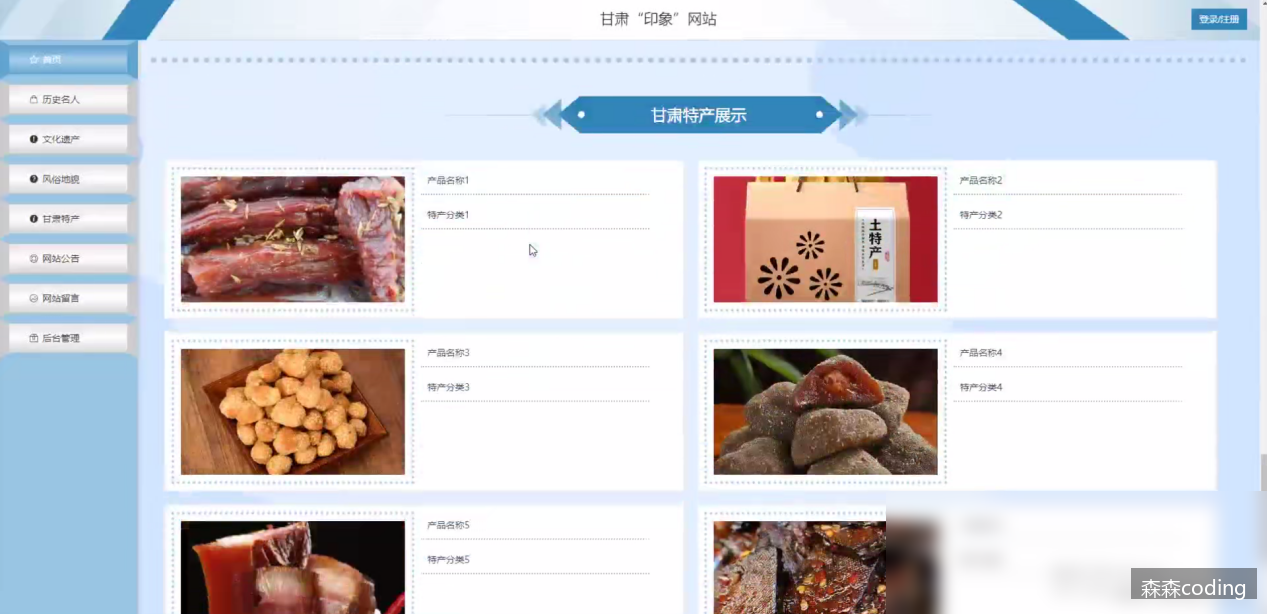 甘肃“印象”网站
登录/注册
首页
历史名人
文化遗产
风俗地貌
甘肃特产
网站公告
网站留言
后台管理
甘肃特产展示
产品名称1
特产分类1
产品名称2
特产分类2
土特产
产品名称3
特产分类3
产品名称4
特产分类4
产品名称5
特产分类5
森森coding